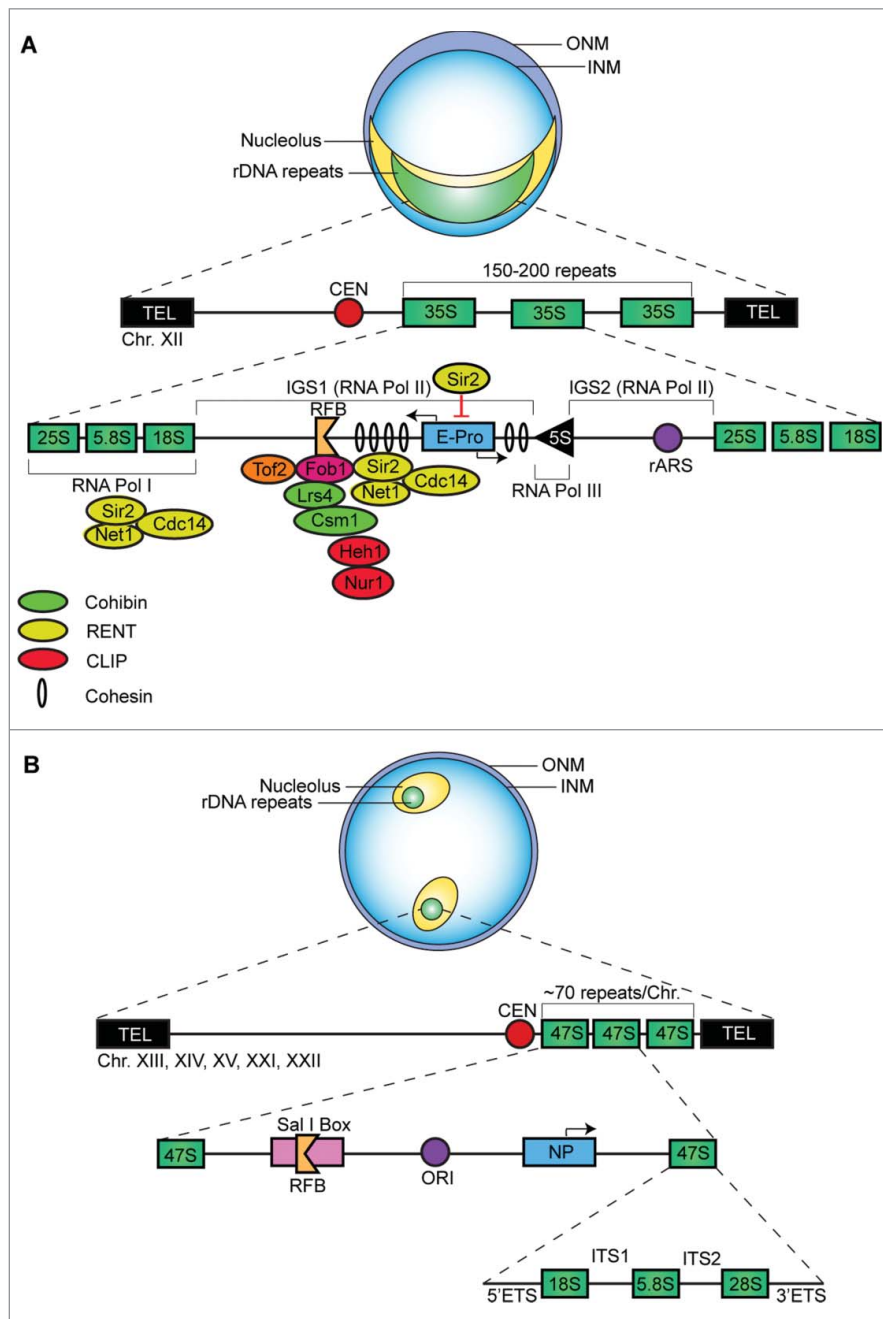 A
ONM
INM
Nucleolus
rDNA repeats
150-200 repeats
CEN
TEL
35S
35S
35S
TEL
Chr. XII
IGS1 (RNA Pol II)
Sir2
IGS2 (RNA Pol II)
RFB
25S
5.8S
18S
E-Pro
5S
rARS
25S
5.8S
18S
RNA Pol I
Tof2
Fob1
Sir2
Net1
Cdc14
RNA Pol III
Sir2
Net1
Cdc14
Lrs4
Csm1
Heh1
Nur1
Cohibin
RENT
CLIP
Cohesin
B
ONM
INM
Nucleolus
rDNA repeats
~70 repeats/Chr.
CEN
TEL
47S
47S
47S
TEL
Chr. XIII, XIV, XV, XXI, XXII
Sal I Box
47S
RFB
ORI
NP
47S
ITS1
ITS2
5'ETS
18S
5.8S
28S
3'ETS